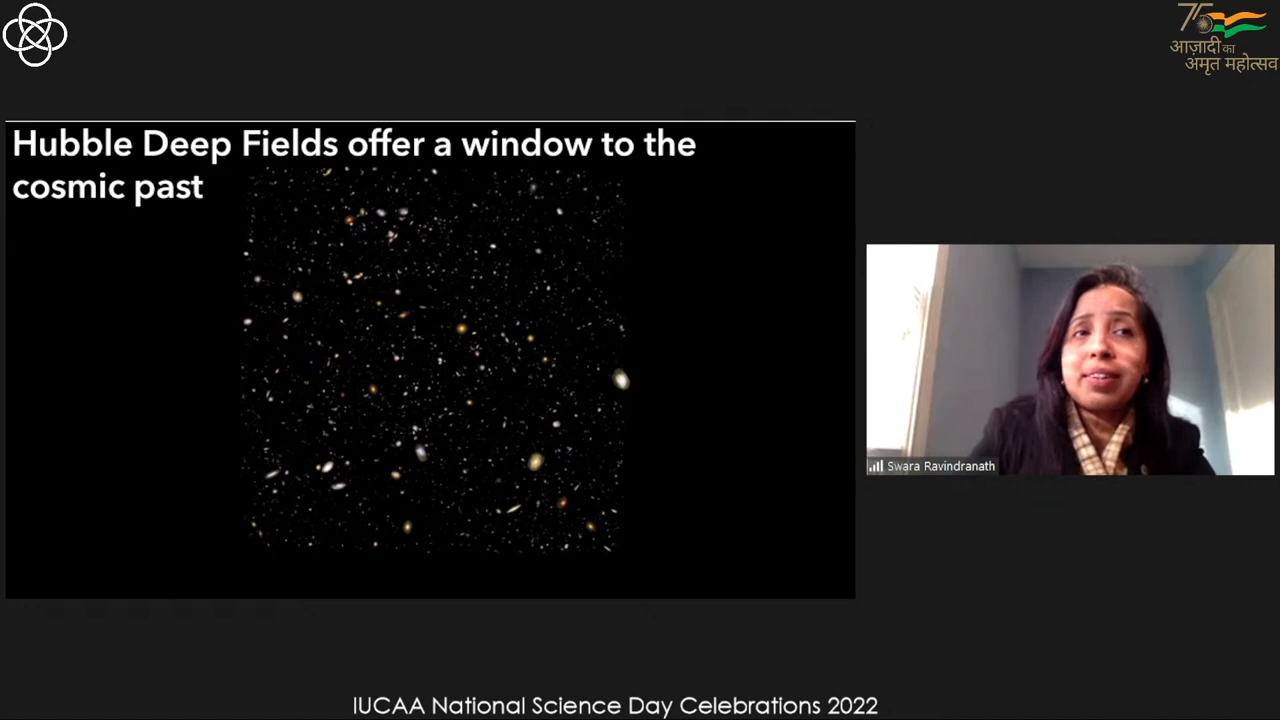 75
आज़ादी का
अमृत महोत्सव
Hubble Deep Fields offer a window to the
cosmic past
Swara Ravindranath
IUCAA National Science Day Celebrations 2022